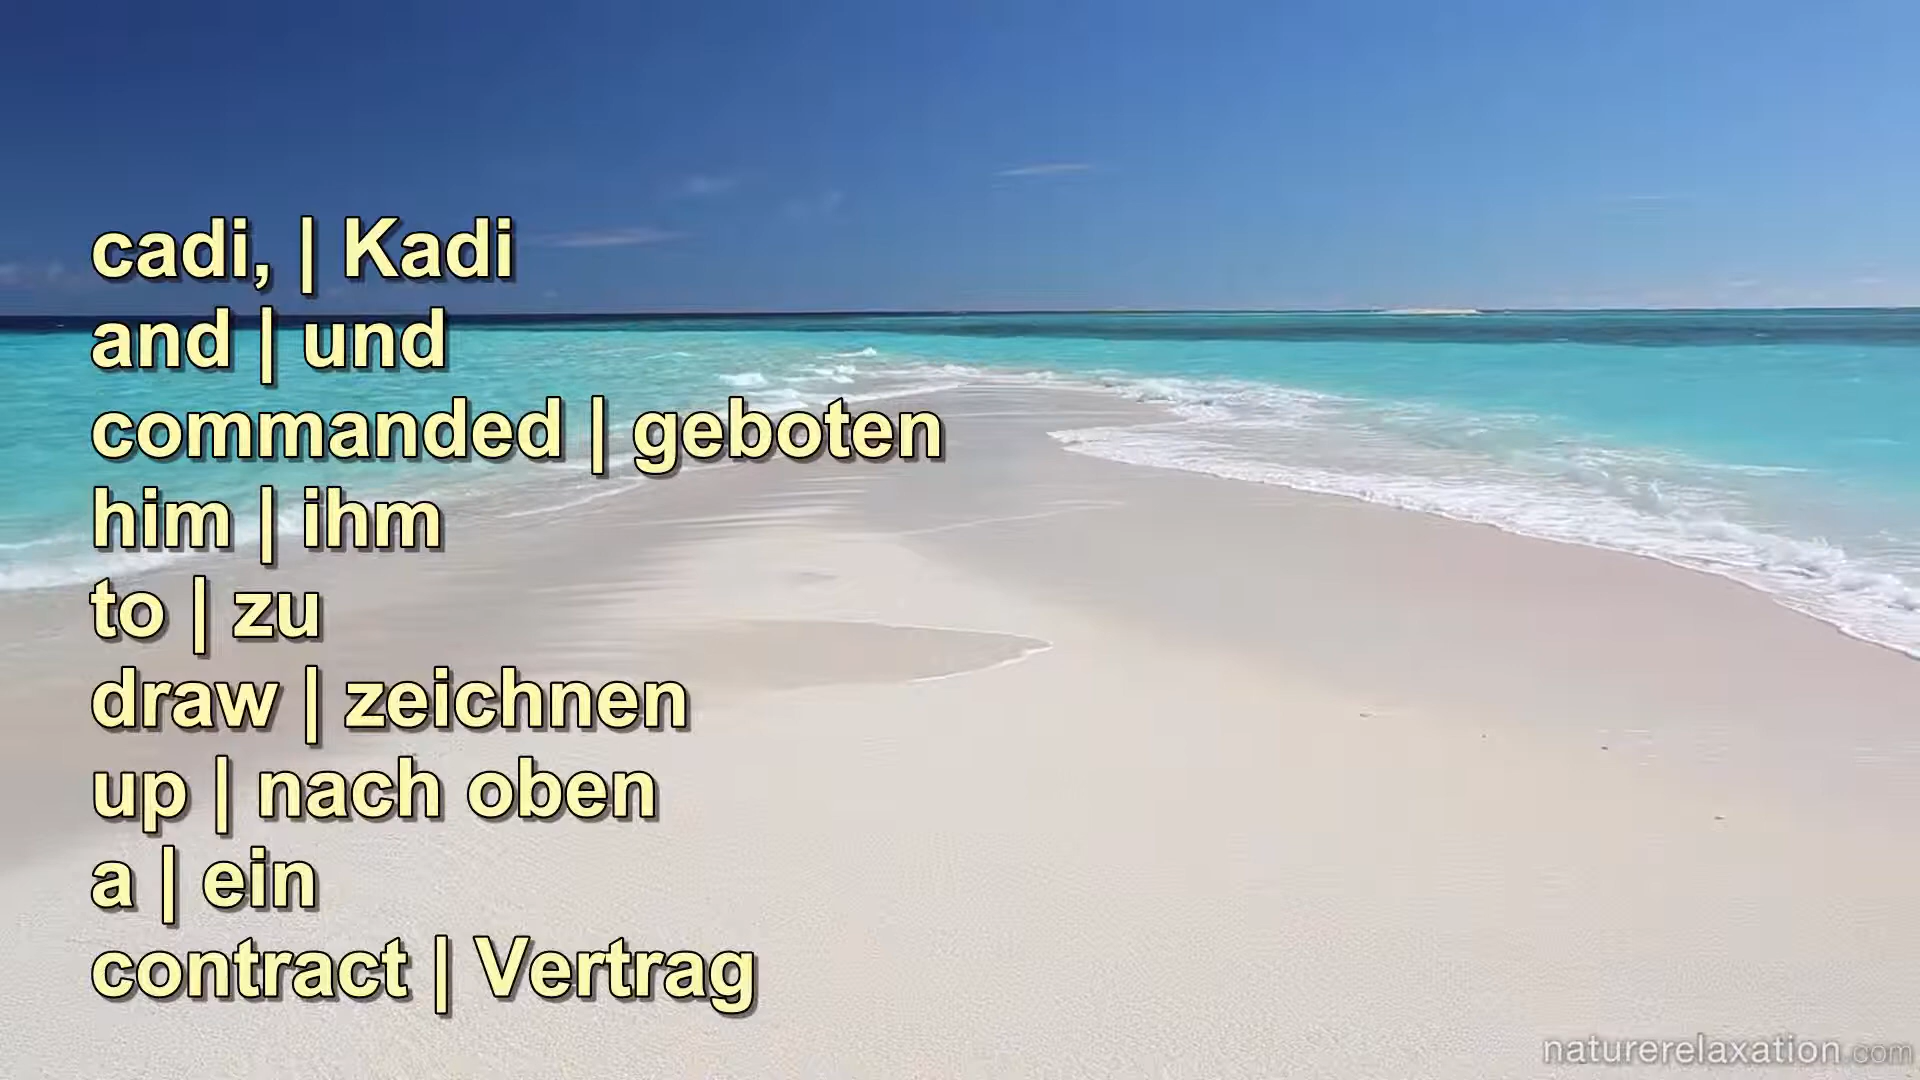 cadi, | Kadi
and | und
commanded | geboten
him | ihm
to | zu
draw | zeichnen
up | nach oben
a | ein
contract | Vertrag
naturerelaxation.com